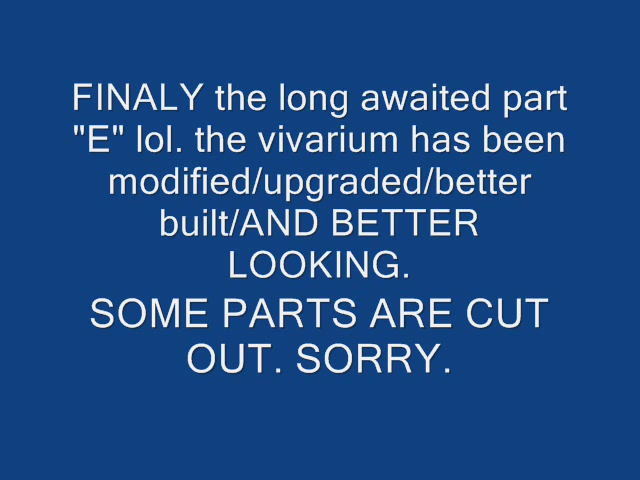 FINALY the long awaited part
"E" lol. the vivarium has been
modified/upgraded/better
built/AND BETTER
LOOKING.
SOME PARTS ARE CUT
OUT. SORRY.